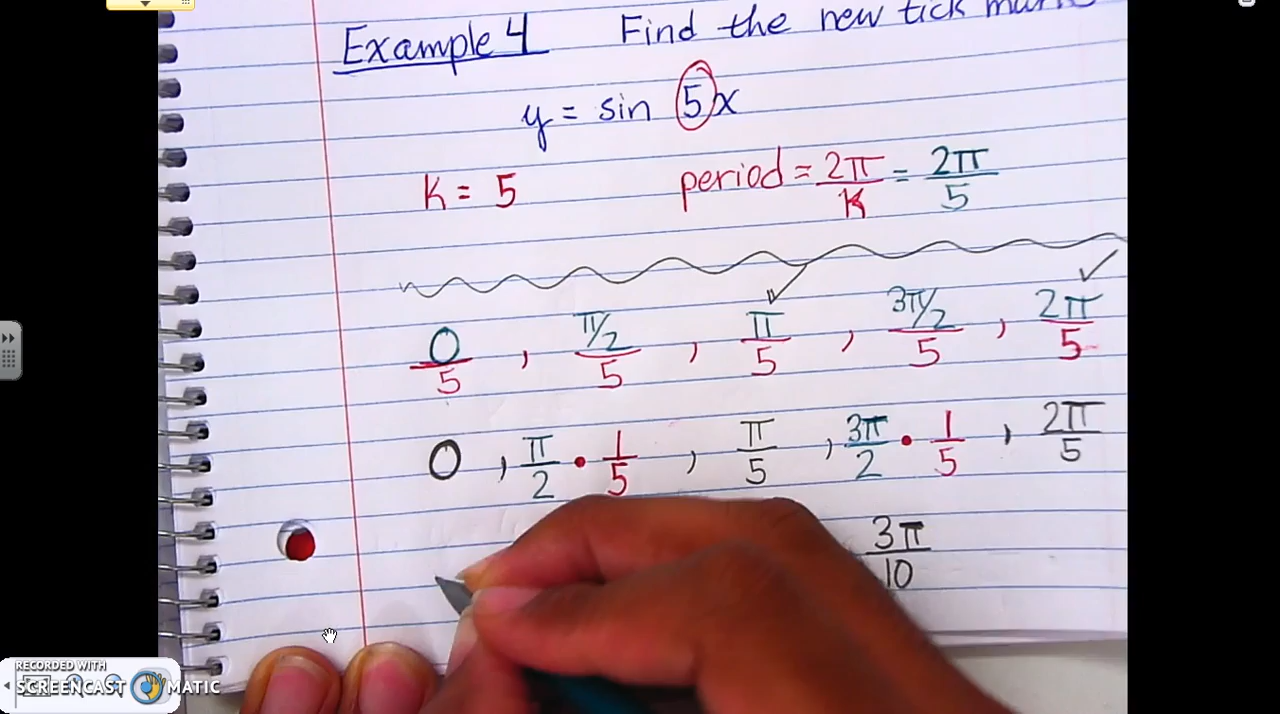 Example 4 Find the new tick marks
y = sin 5x
K = 5 period = 2π/K = 2π/5
0/5 , π/2/5 , π/5 , 3π/2/5 , 2π/5
0 , π/2 • 1/5 , π/5 , 3π/2 • 1/5 , 2π/5
3π/10
RECORDED WITH
SCREENCAST MATIC